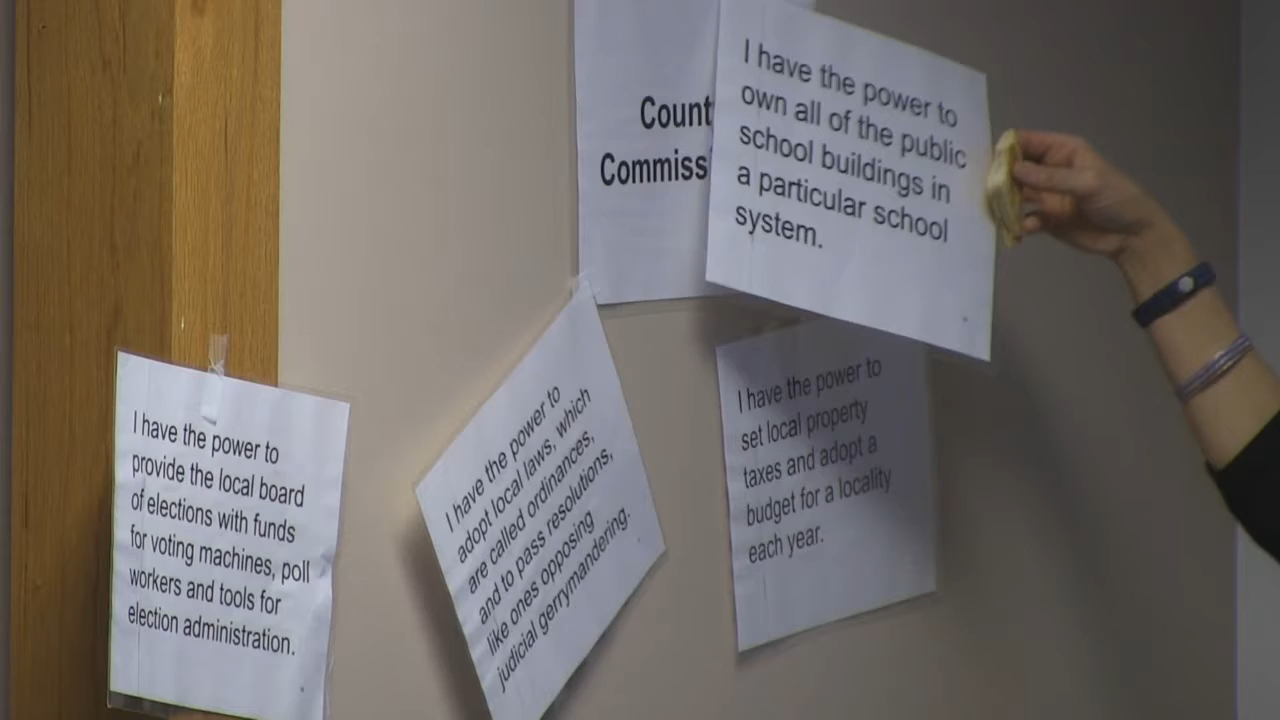 Count
Commiss
I have the power to
own all of the public
school buildings in
a particular school
system.
I have the power to
provide the local board
of elections with funds
for voting machines, poll
workers and tools for
election administration.
I have the power to
adopt local laws, which
are called ordinances,
and to pass resolutions,
like ones opposing
judicial gerrymandering.
I have the power to
set local property
taxes and adopt a
budget for a locality
each year.